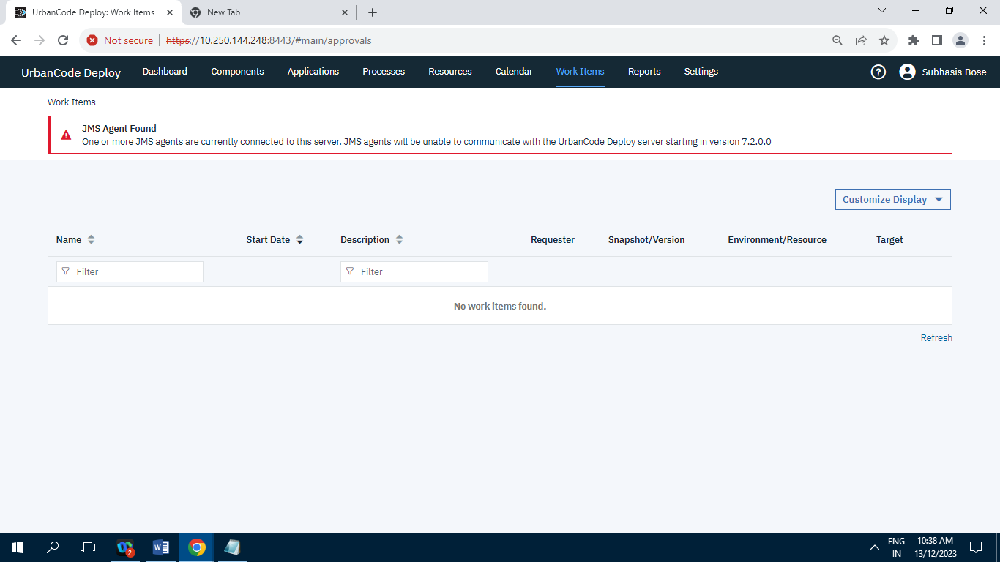 UrbanCode Deploy: Work Items
New Tab
Not secure
https://10.250.144.248:8443/#main/approvals
UrbanCode Deploy
Dashboard
Components
Applications
Processes
Resources
Calendar
Work Items
Reports
Settings
?
Subhasis Bose
Work Items
JMS Agent Found
One or more JMS agents are currently connected to this server. JMS agents will be unable to communicate with the UrbanCode Deploy server starting in version 7.2.0.0
Customize Display
Name
Start Date
Description
Requester
Snapshot/Version
Environment/Resource
Target
Filter
Filter
No work items found.
Refresh
2
W
ENG
IN
10:38 AM
13/12/2023